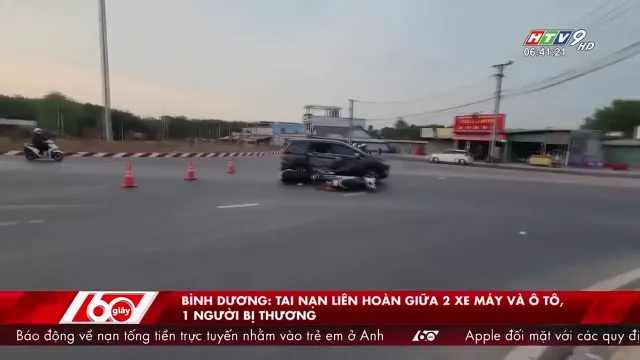 HTV9 HD
06:41:21
60 giây
BÌNH DƯƠNG: TAI NẠN LIÊN HOÀN GIỮA 2 XE MÁY VÀ Ô TÔ,
1 NGƯỜI BỊ THƯƠNG
Báo động về nạn tống tiền trực tuyến nhằm vào trẻ em ở Anh 60 Apple đối mặt với các quy đị